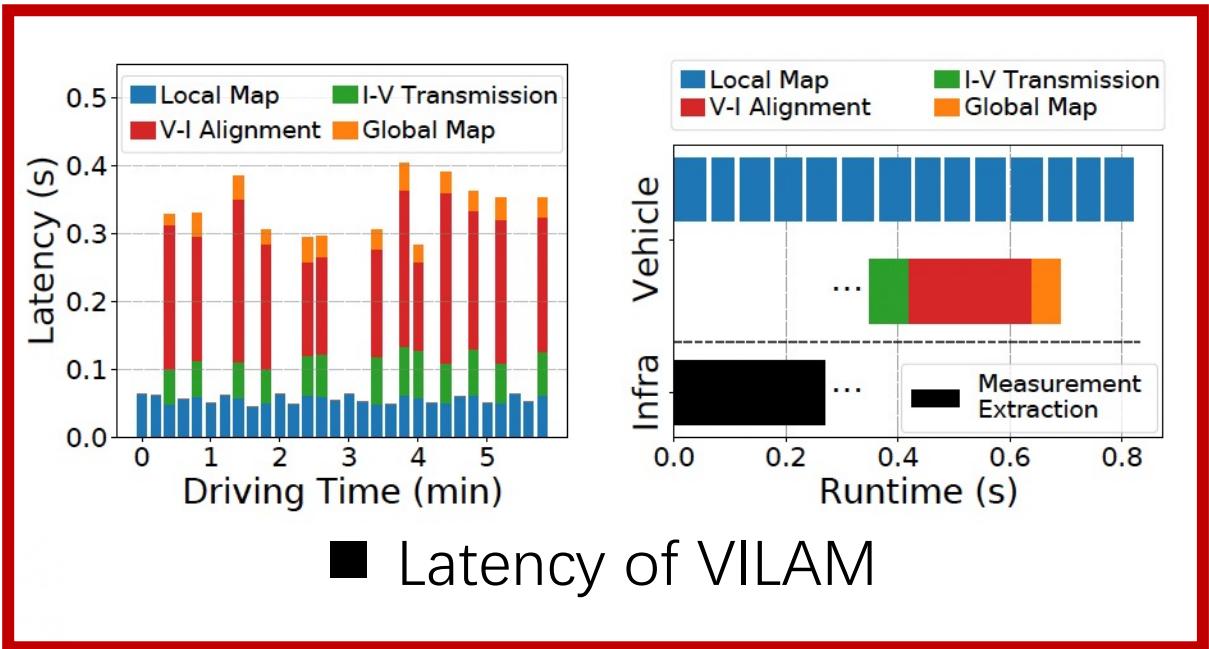 Local Map
I-V Transmission
V-I Alignment
Global Map
0.5
0.4
0.3
0.2
0.1
0.0
Latency (s)
0 1 2 3 4 5
Driving Time (min)
Local Map
I-V Transmission
V-I Alignment
Global Map
Vehicle
...
Infra
...
Measurement
Extraction
0.0 0.2 0.4 0.6 0.8
Runtime (s)
■ Latency of VILAM